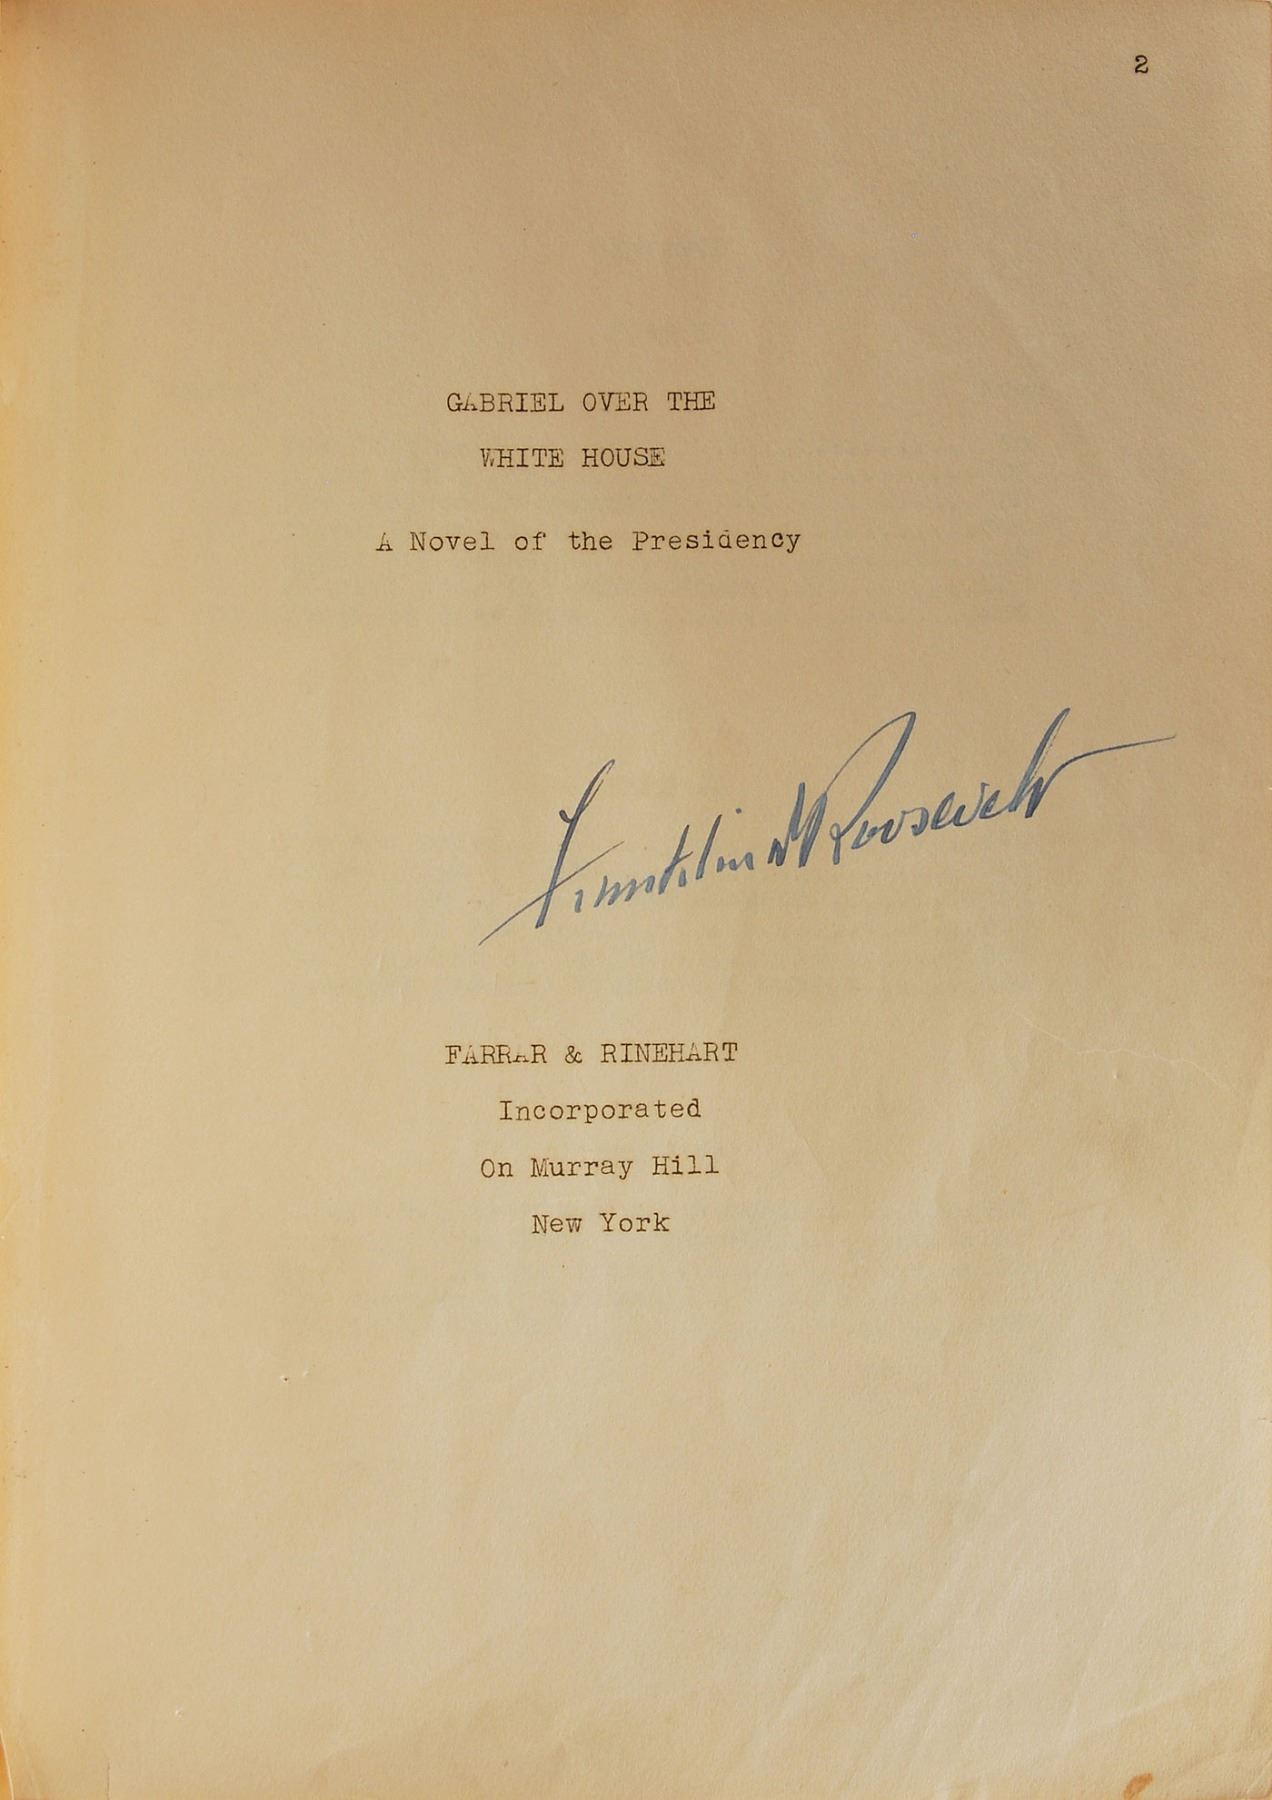 2
GABRIEL OVER THE
WHITE HOUSE
A Novel of the Presidency
Franklin D Roosevelt
FARRAR & RINEHART
Incorporated
On Murray Hill
New York